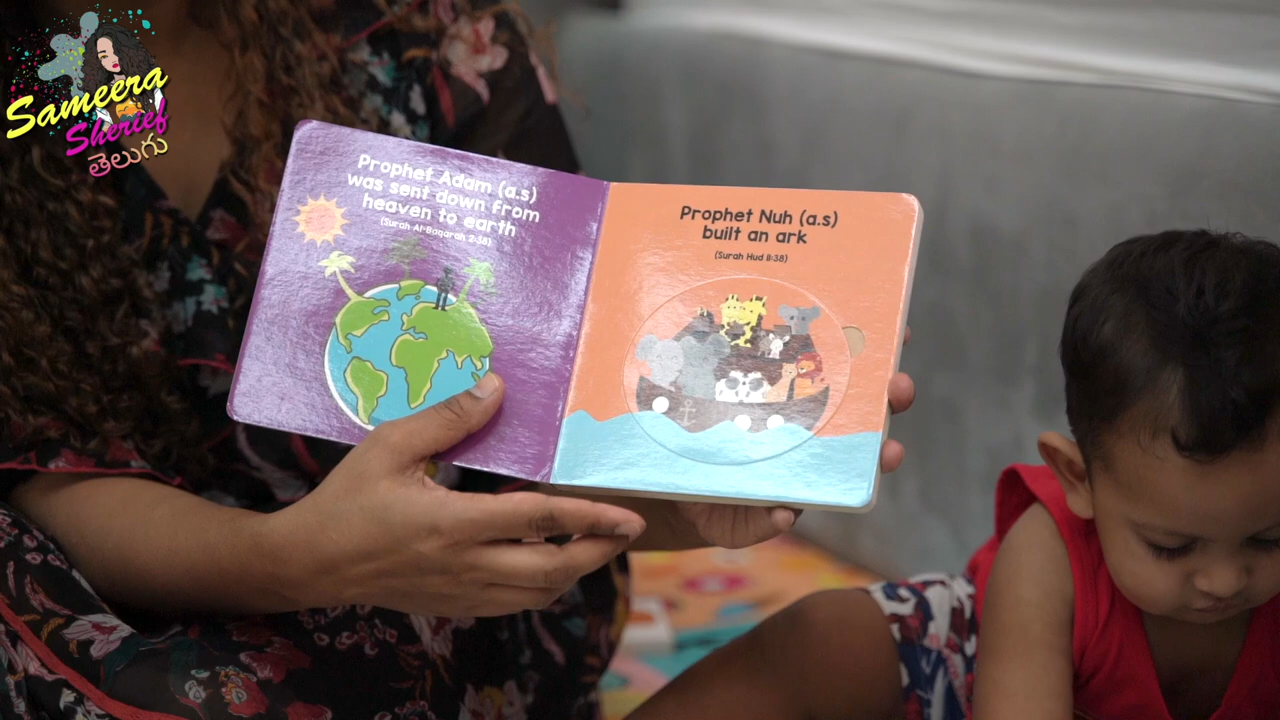 Sameera
Sherief
తెలుగు
Prophet Adam (a.s)
was sent down from
heaven to earth
(Surah Al-Baqarah 2:38)
Prophet Nuh (a.s)
built an ark
(Surah Hud 11:38)